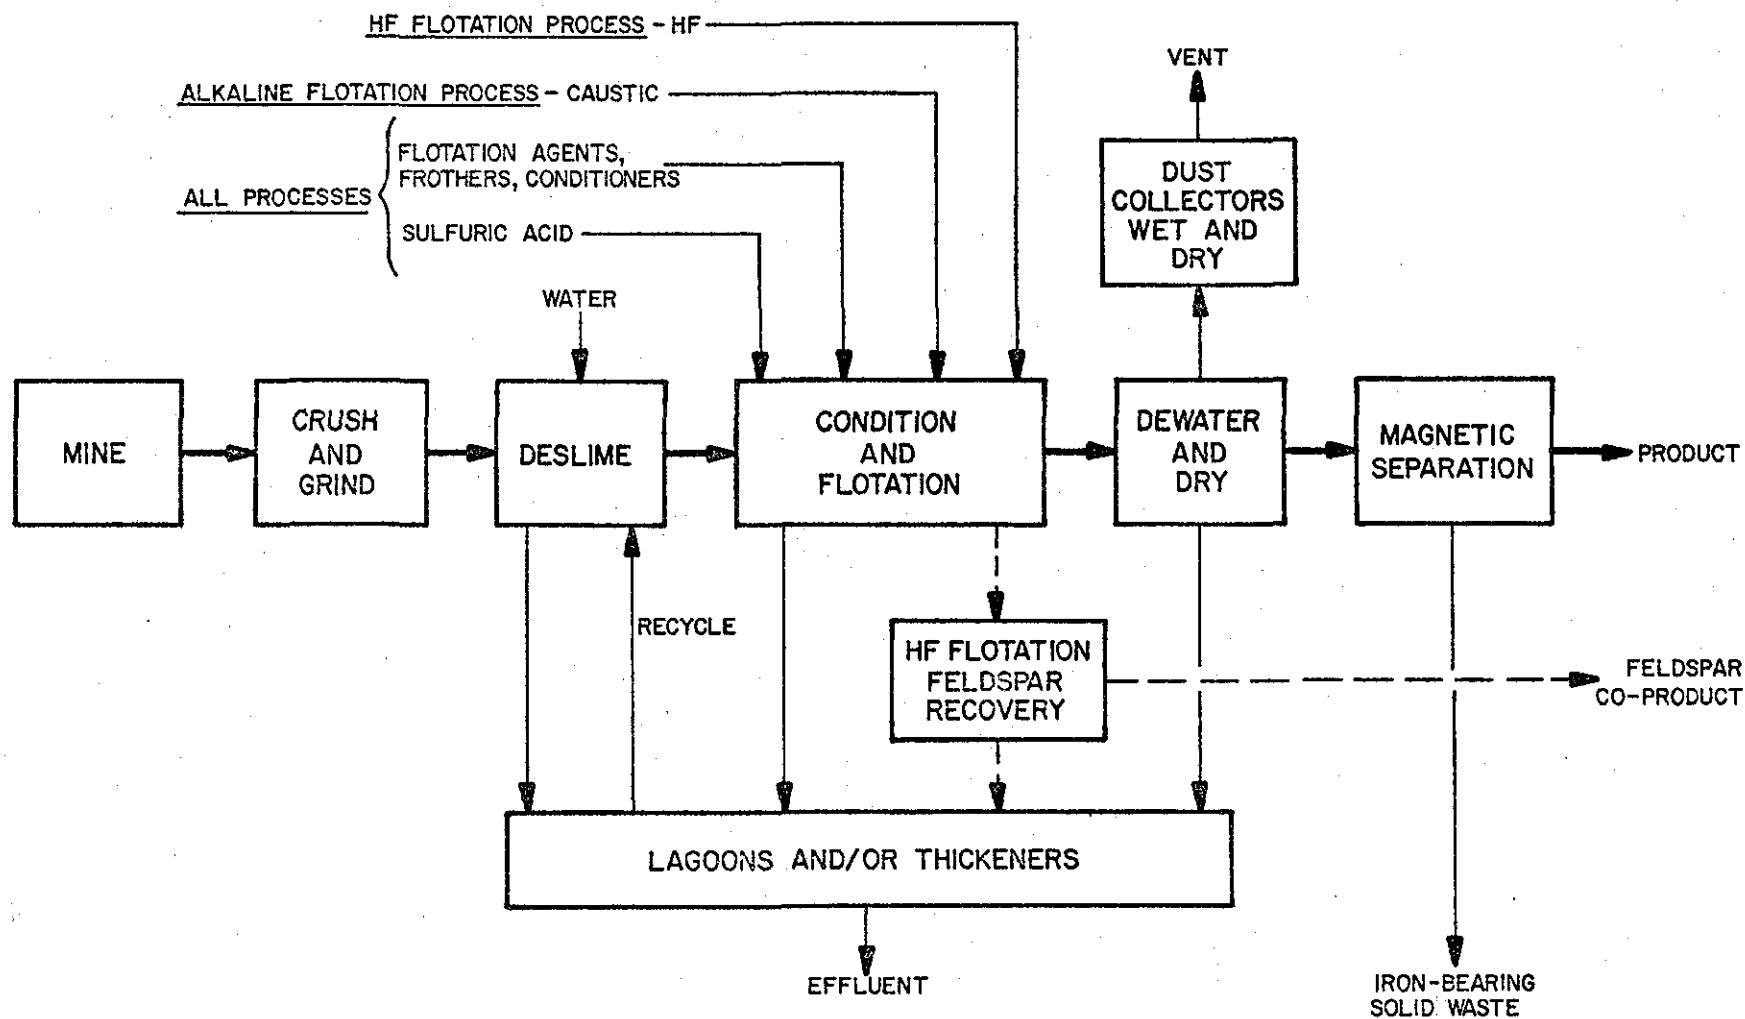 HF FLOTATION PROCESS - HF
VENT
ALKALINE FLOTATION PROCESS - CAUSTIC
FLOTATION AGENTS,
FROTHERS, CONDITIONERS
ALL PROCESSES
SULFURIC ACID
DUST
COLLECTORS
WET AND
DRY
WATER
MINE
CRUSH
AND
GRIND
DESLIME
CONDITION
AND
FLOTATION
DEWATER
AND
DRY
MAGNETIC
SEPARATION
PRODUCT
RECYCLE
HF FLOTATION
FELDSPAR
RECOVERY
FELDSPAR
CO-PRODUCT
LAGOONS AND/OR THICKENERS
EFFLUENT
IRON-BEARING
SOLID WASTE